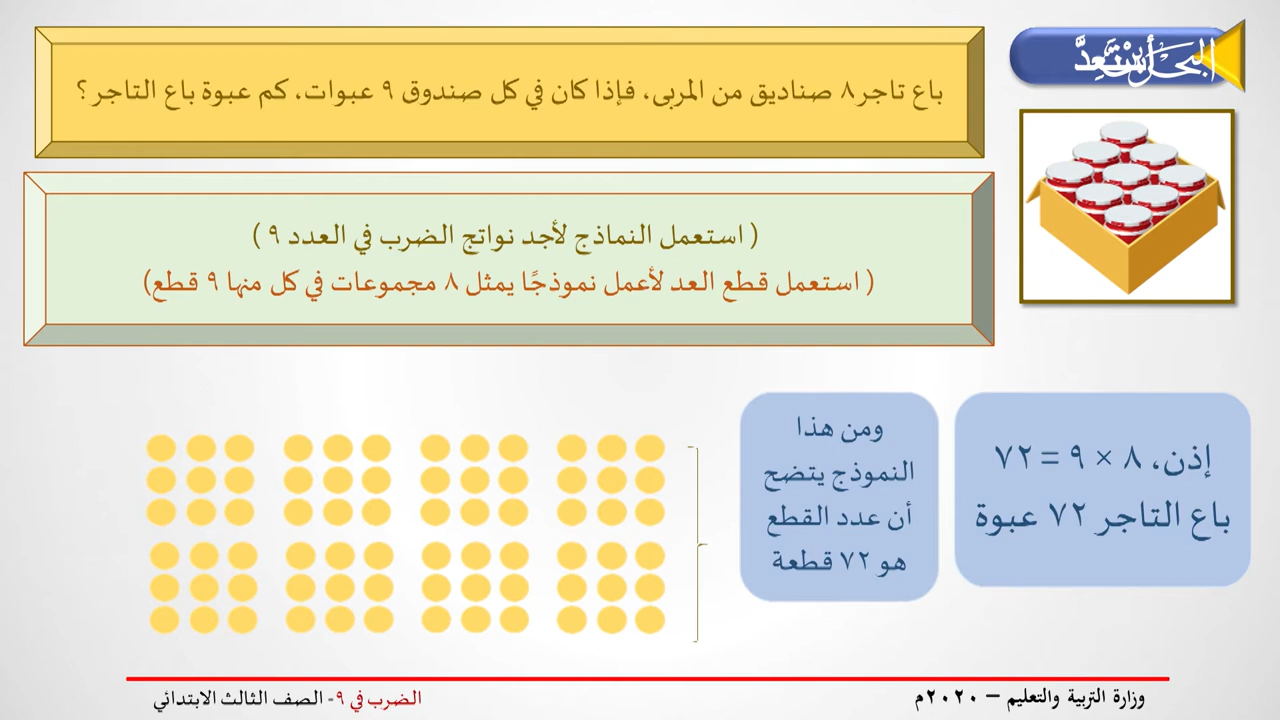 أستعدّ
باع تاجر ٨ صناديق من المربى، فإذا كان في كل صندوق ٩ عبوات، كم عبوة باع التاجر ؟
( استعمل النماذج لأجد نواتج الضرب في العدد ٩ )
( استعمل قطع العد لأعمل نموذجًا يمثل ٨ مجموعات في كل منها ٩ قطع)
إذن، ٨ × ٩ = ٧٢
باع التاجر ٧٢ عبوة
ومن هذا
النموذج يتضح
أن عدد القطع
هو ٧٢ قطعة
وزارة التربية والتعليم – ٢٠٢٠م
الضرب في ٩- الصف الثالث الابتدائي